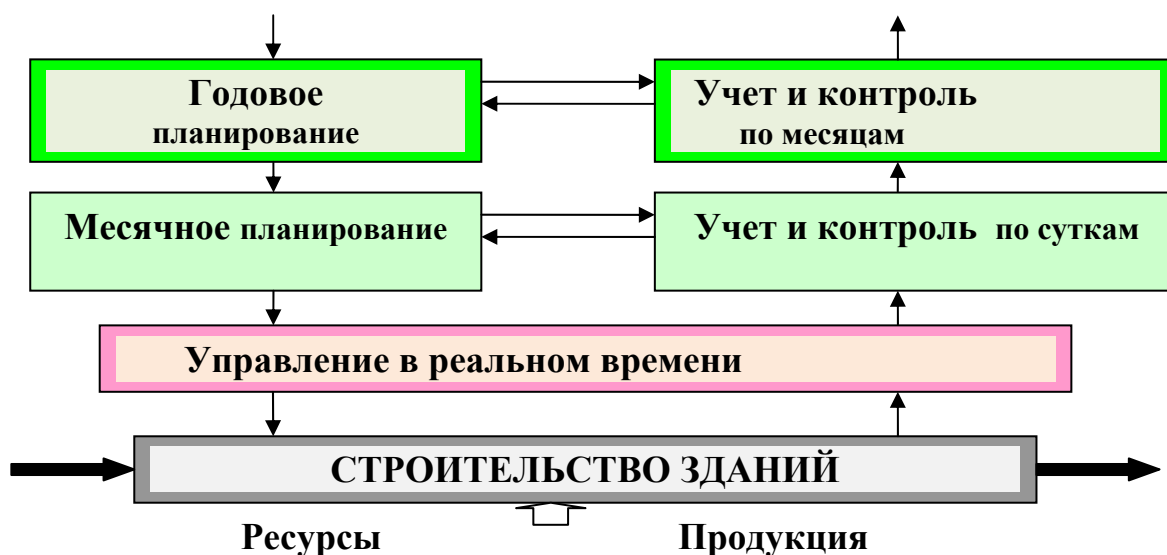 Годовое
планирование
Учет и контроль
по месяцам
Месячное планирование
Учет и контроль по суткам
Управление в реальном времени
СТРОИТЕЛЬСТВО ЗДАНИЙ
Ресурсы
Продукция